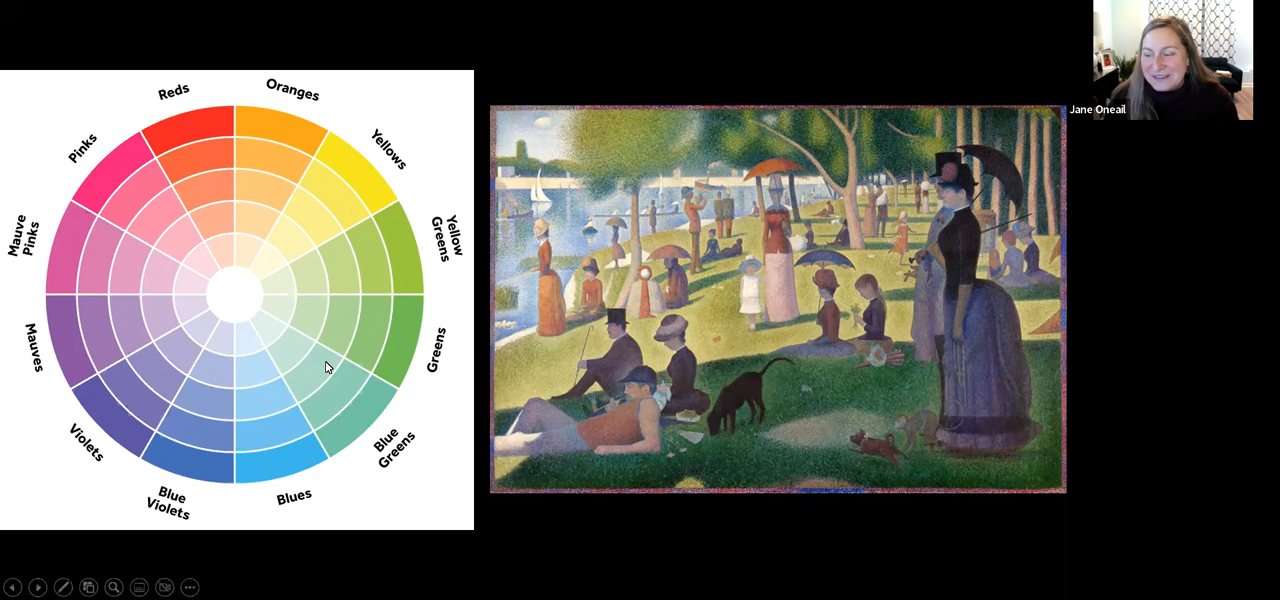 Reds
Oranges
Pinks
Yellows
Mauve
Pinks
Yellow
Greens
Mauves
Greens
Violets
Blue
Greens
Blue
Violets
Blues
Jane Oneail